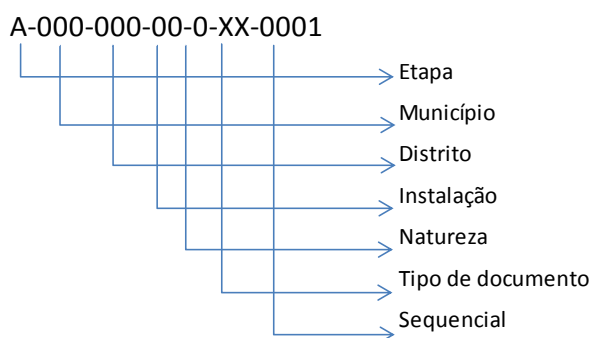 A-000-000-00-0-XX-0001
Etapa
Município
Distrito
Instalação
Natureza
Tipo de documento
Sequencial